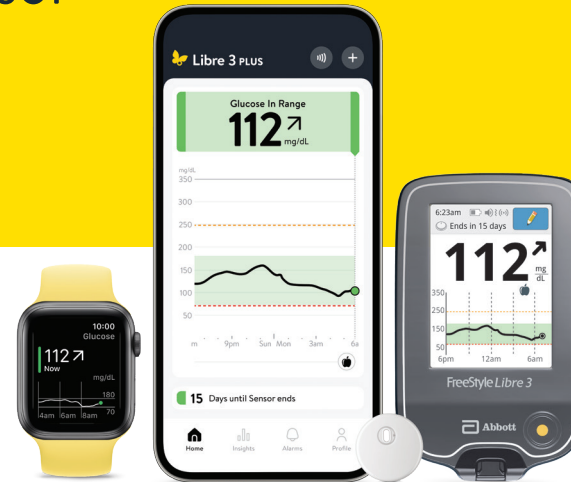 Libre 3 PLUS
Glucose In Range
112
mg/dL
mg/dL
350
300
250
200
150
100
50
m 9pm Sun Mon 3am 6a
15 Days until Sensor ends
Home Insights Alarms Profile
10:00
Glucose
112
Now
mg/dL
180
70
4am 6am 8am
6:23am
Ends in 15 days
112 mg dL
350
250
150
50
6pm 12am 6am
FreeStyle Libre 3
Abbott